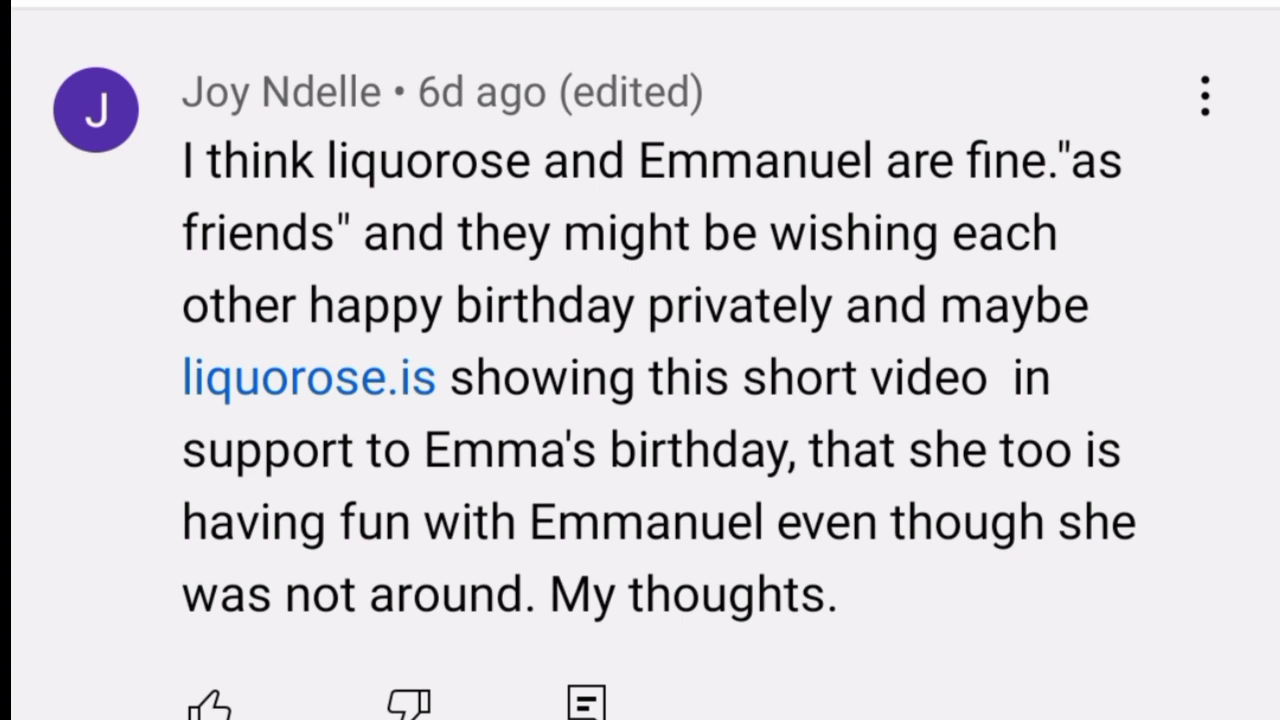 J
Joy Ndelle • 6d ago (edited)
I think liquorose and Emmanuel are fine."as
friends" and they might be wishing each
other happy birthday privately and maybe
liquorose.is showing this short video  in
support to Emma's birthday, that she too is
having fun with Emmanuel even though she
was not around. My thoughts.